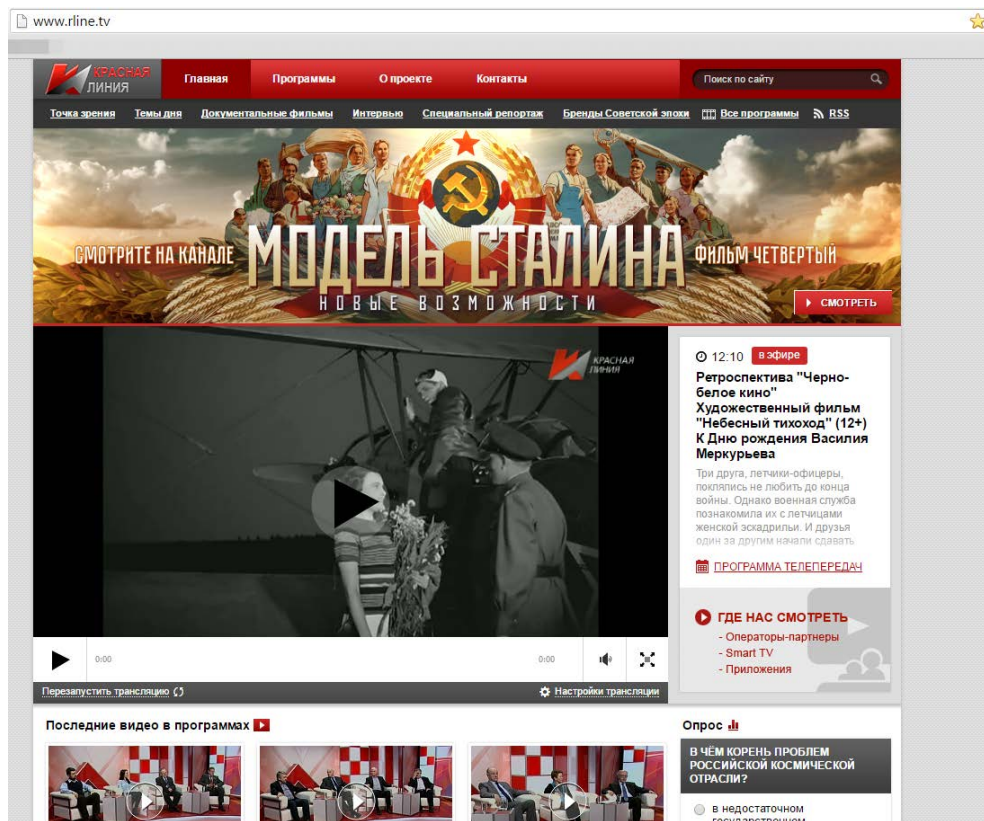 www.rline.tv
КРАСНАЯ
ЛИНИЯ
Главная Программы О проекте Контакты Поиск по сайту
Точка зрения Темы дня Документальные фильмы Интервью Специальный репортаж Бренды Советской эпохи Все программы RSS
СМОТРИТЕ НА КАНАЛЕ МОДЕЛЬ СТАЛИНА ФИЛЬМ ЧЕТВЕРТЫЙ
НОВЫЕ ВОЗМОЖНОСТИ
СМОТРЕТЬ
КРАСНАЯ
ЛИНИЯ
12:10 в эфире
Ретроспектива "Черно-
белое кино"
Художественный фильм
"Небесный тихоход" (12+)
К Дню рождения Василия
Меркурьева
Три друга, летчики-офицеры,
поклялись не любить до конца
войны. Однако военная служба
познакомила их с летчицами
женской эскадрильи. И друзья
один за другим начали сдавать
ПРОГРАММА ТЕЛЕПЕРЕДАЧ
ГДЕ НАС СМОТРЕТЬ
- Операторы-партнеры
- Smart TV
- Приложения
0:00 0:00
Перезапустить трансляцию Настройки трансляции
Последние видео в программах
Опрос
В ЧЁМ КОРЕНЬ ПРОБЛЕМ
РОССИЙСКОЙ КОСМИЧЕСКОЙ
ОТРАСЛИ?
в недостаточном
государственном